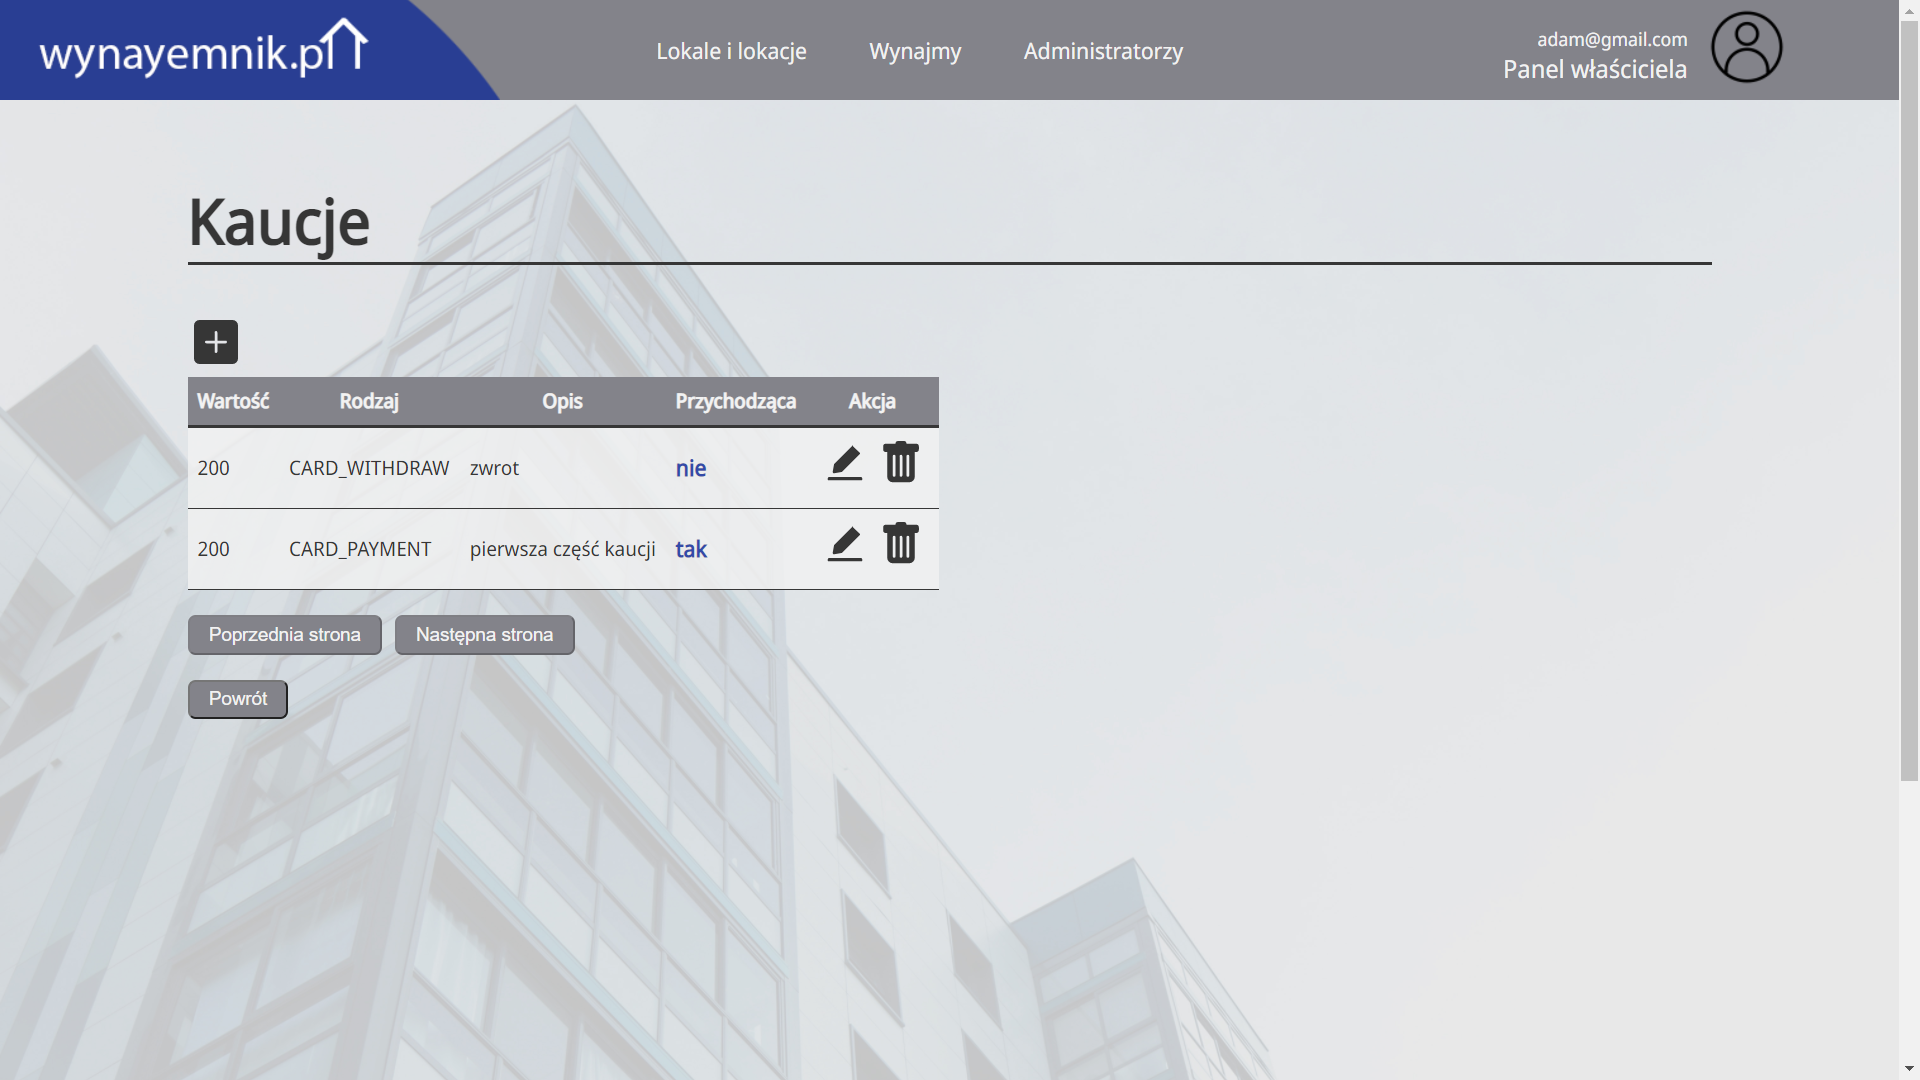 wynayemnik.pl
Lokale i lokacje
Wynajmy
Administratorzy
adam@gmail.com
Panel właściciela
Kaucje
Wartość Rodzaj Opis Przychodząca Akcja
200 CARD_WITHDRAW zwrot nie
200 CARD_PAYMENT pierwsza część kaucji tak
Poprzednia strona Następna strona
Powrót